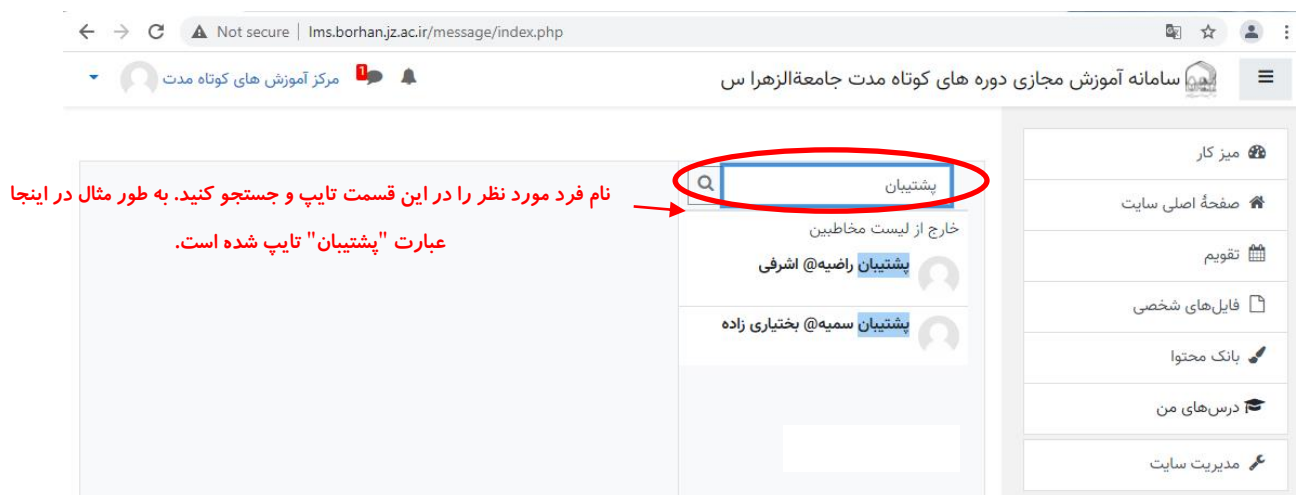 Not secure | lms.borhan.jz.ac.ir/message/index.php
سامانه آموزش مجازی دوره های کوتاه مدت جامعةالزهرا س
1
مرکز آموزش های کوتاه مدت
میز کار
صفحهٔ اصلی سایت
تقویم
فایل‌های شخصی
بانک محتوا
درس‌های من
مدیریت سایت
پشتیبان
خارج از لیست مخاطبین
پشتیبان راضیه@ اشرفی
پشتیبان سمیه@ بختیاری زاده
نام فرد مورد نظر را در این قسمت تایپ و جستجو کنید. به طور مثال در اینجا
عبارت "پشتیبان" تایپ شده است.